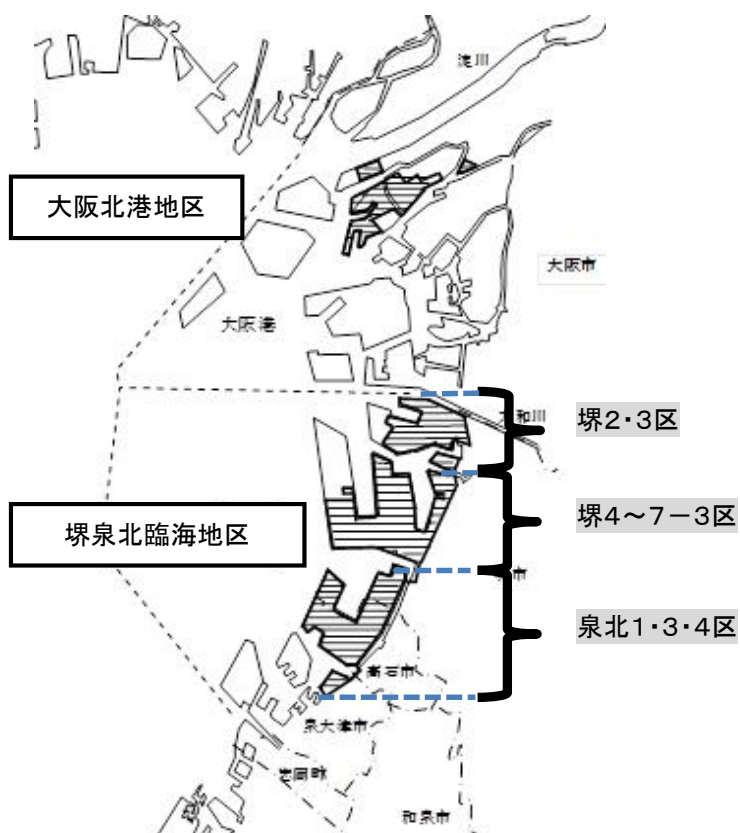 淀川
大阪北港地区
大阪市
大阪港
堺2・3区
大和川
堺4~7-3区
堺泉北臨海地区
市
泉北1・3・4区
高石市
泉大津市
忠岡町
和泉市